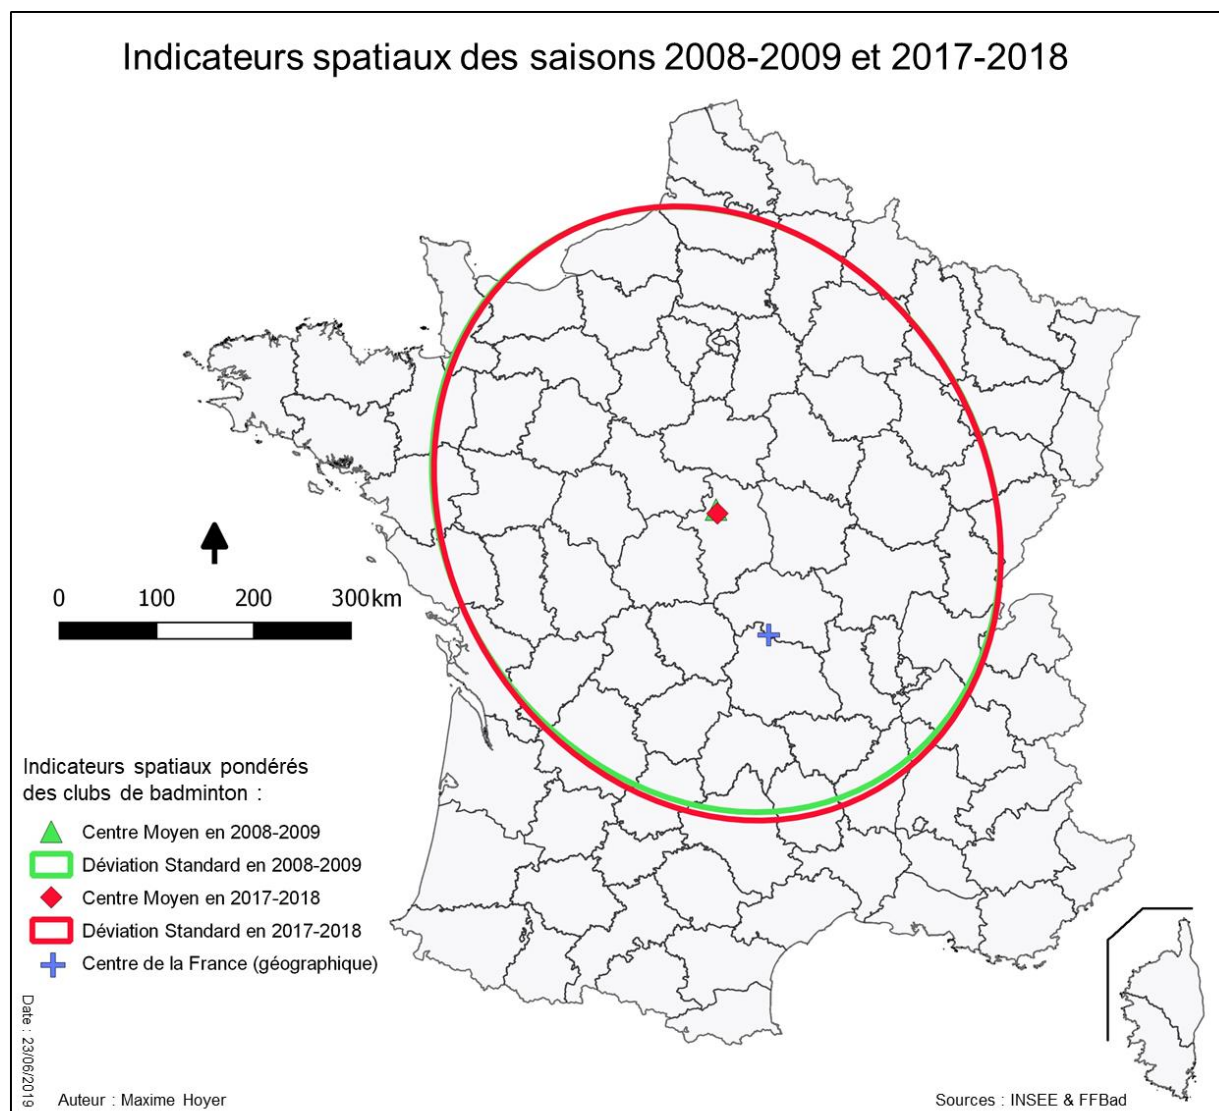 Indicateurs spatiaux des saisons 2008-2009 et 2017-2018
0 100 200 300km
Indicateurs spatiaux pondérés
des clubs de badminton :
Centre Moyen en 2008-2009
Déviation Standard en 2008-2009
Centre Moyen en 2017-2018
Déviation Standard en 2017-2018
Centre de la France (géographique)
Date : 23/06/2019
Auteur : Maxime Hoyer
Sources : INSEE & FFBad